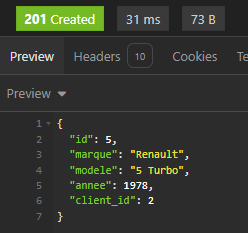 201 Created 31 ms 73 B
Preview Headers 10 Cookies
Preview
1 {
2 "id": 5,
3 "marque": "Renault",
4 "modele": "5 Turbo",
5 "annee": 1978,
6 "client_id": 2
7 }